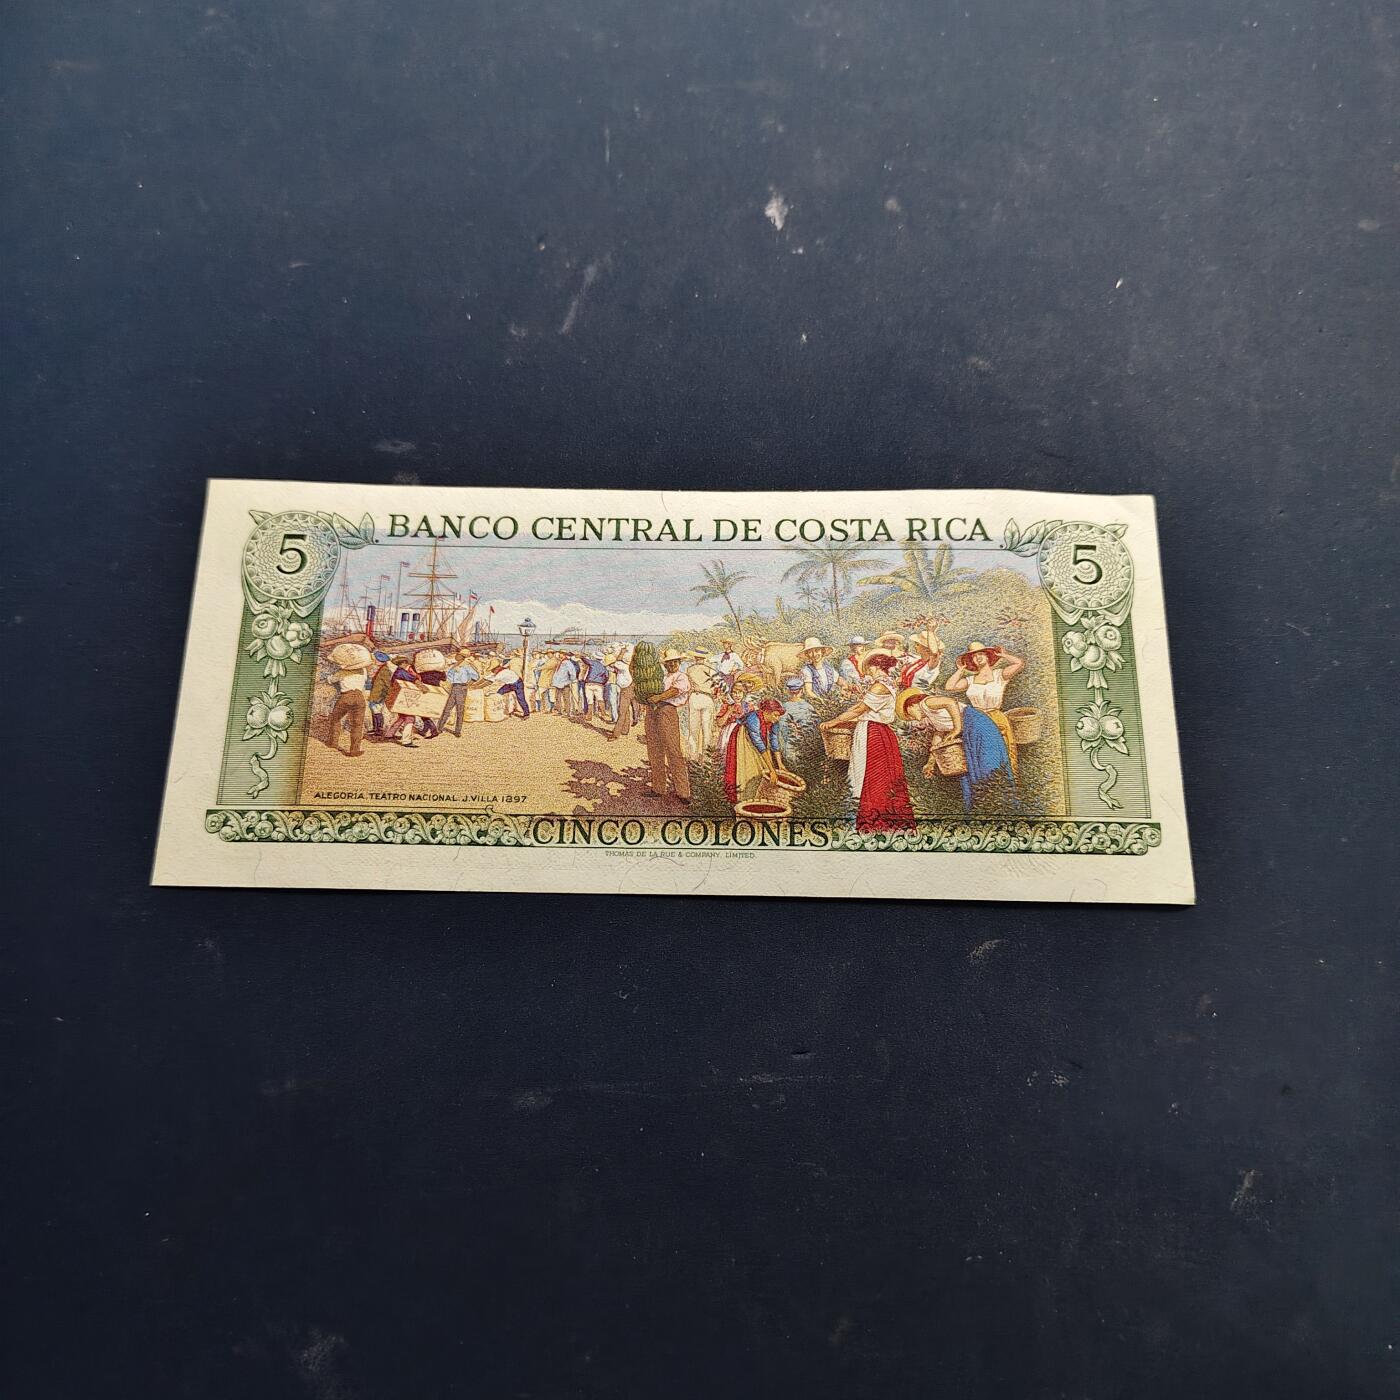 BANCO CENTRAL DE COSTA RICA
5 5
ALEGORIA. TEATRO NACIONAL. J. VILLA 1897
CINCO COLONES
THOMAS DE LA RUE & COMPANY, LIMITED.